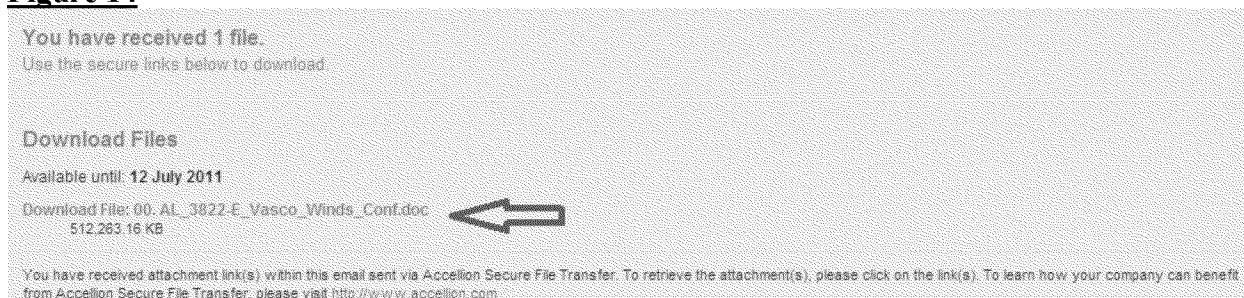 You have received 1 file.
Use the secure links below to download.
Download Files
Available until: 12 July 2011
Download File: 00. AL_3822-E_Vasco_Winds_Conf.doc
512,263.16 KB
You have received attachment link(s) within this email sent via Accellion Secure File Transfer. To retrieve the attachment(s), please click on the link(s). To learn how your company can benefit
from Accellion Secure File Transfer, please visit http://www.accellion.com